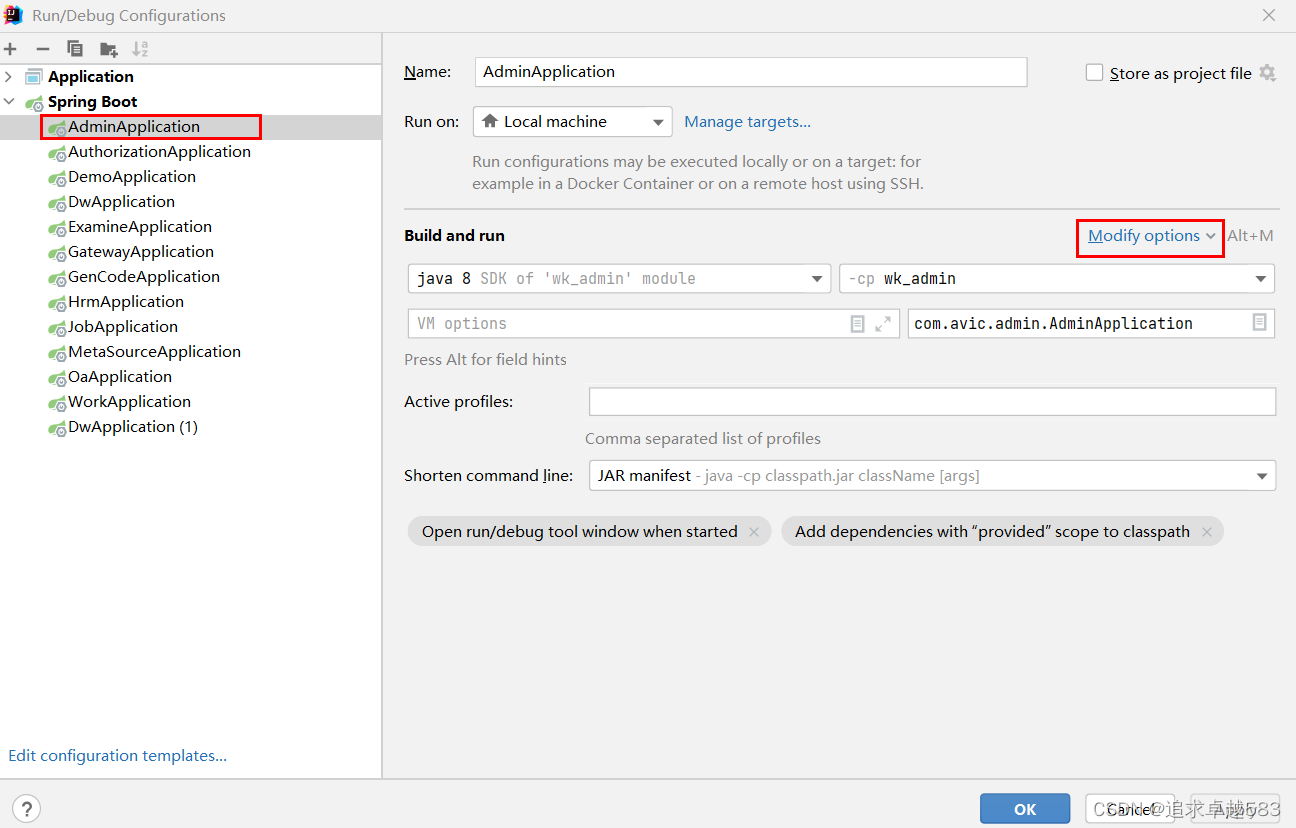 Run/Debug Configurations
Application
Spring Boot
AdminApplication
AuthorizationApplication
DemoApplication
DwApplication
ExamineApplication
GatewayApplication
GenCodeApplication
HrmApplication
JobApplication
MetaSourceApplication
OaApplication
WorkApplication
DwApplication (1)
Edit configuration templates...
Name: AdminApplication Store as project file
Run on: Local machine Manage targets...
Run configurations may be executed locally or on a target: for
example in a Docker Container or on a remote host using SSH.
Build and run Modify options Alt+M
java 8 SDK of 'wk_admin' module -cp wk_admin
VM options com.avic.admin.AdminApplication
Press Alt for field hints
Active profiles:
Comma separated list of profiles
Shorten command line: JAR manifest - java -cp classpath.jar className [args]
Open run/debug tool window when started Add dependencies with “provided” scope to classpath
? OK Cancel Apply
CSDN @追求卓越583